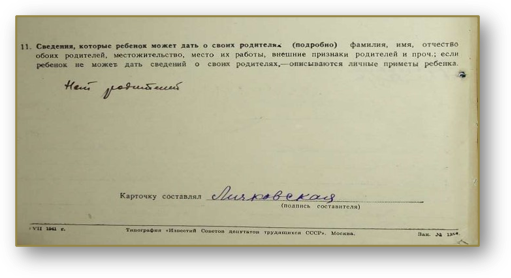 11. Сведения, которые ребенок может дать о своих родителях (подробно) фамилия, имя, отчество
обоих родителей, местожительство, место их работы, внешние признаки родителей и проч.; если
ребенок не может дать сведений о своих родителях,—описываются личные приметы ребенка.
Нет родителей
Карточку составлял Личковская
(подпись составителя)
VII 1941 г. Типография «Известий Советов депутатов трудящихся СССР», Москва. Зак. №